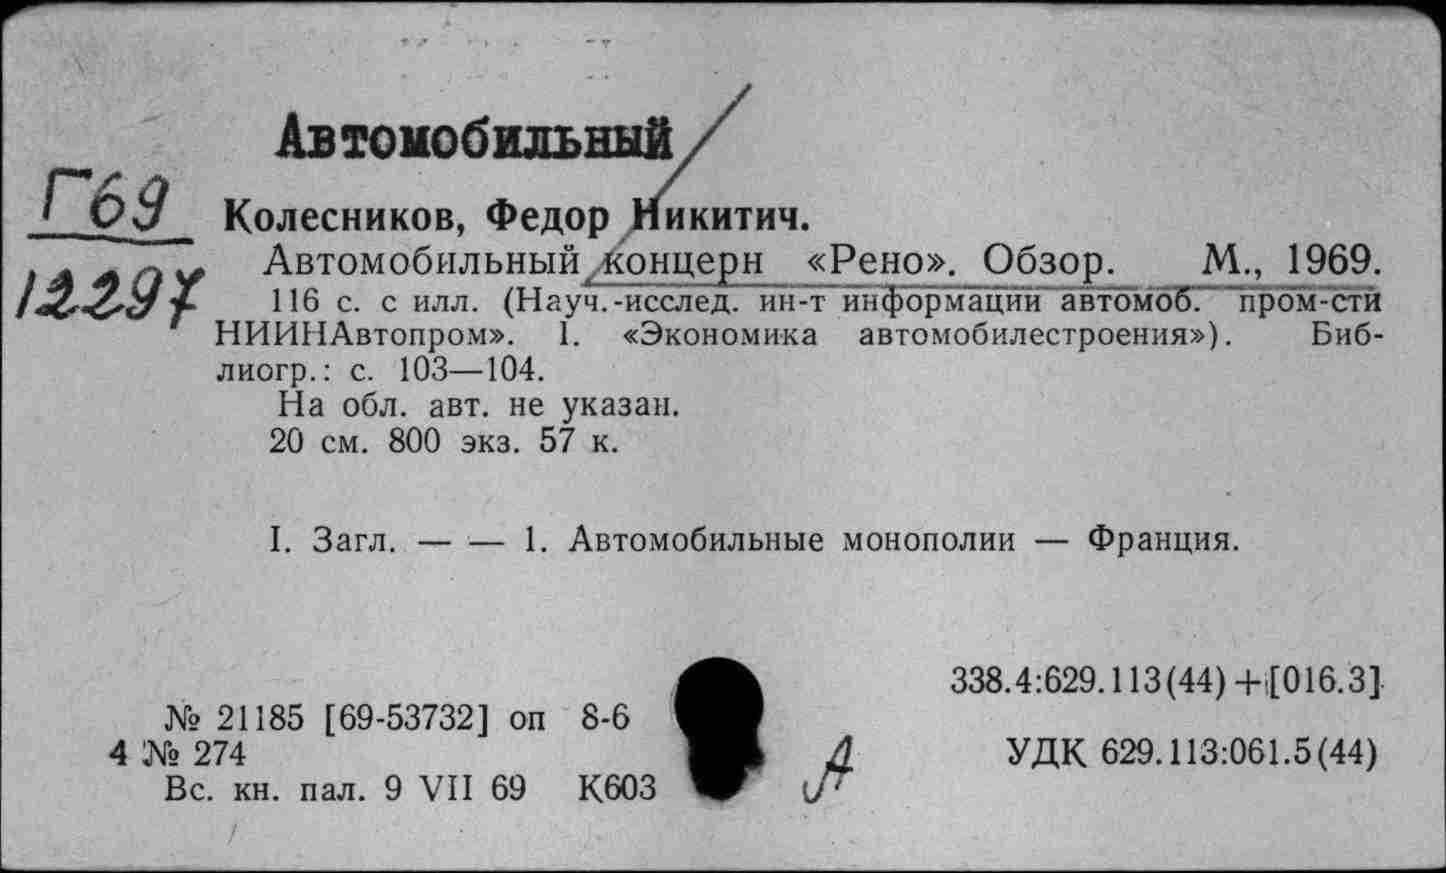 Автомобильный
Г69
Колесников, Федор Никитич.
Автомобильный концерн «Рено». Обзор. М., 1969.
116 с. с илл. (Науч.-исслед. ин-т информации автомоб. пром-сти
НИИНАвтопром». I. «Экономика автомобилестроения»). Биб-
лиогр.: с. 103—104.
На обл. авт. не указан.
20 см. 800 экз. 57 к.
I. Загл. — — 1. Автомобильные монополии — Франция.
338.4:629.113(44)+[016.3]
№ 21185 [69-53732] оп 8-6
4 № 274
УДК 629.113:061.5(44)
Вс. кн. пал. 9 VII 69 К603